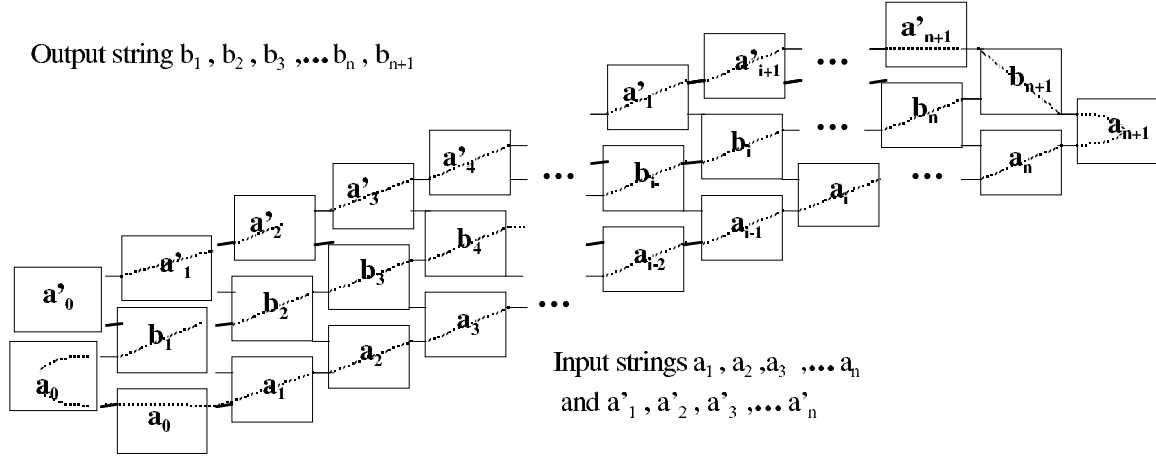 a'n+1
Output string b1 , b2 , b3 ,... bn , bn+1
a'i+1
...
bn+1
a'1
bn
an+1
bi
...
a'4
an
a'3
bi-
...
ai
...
a'2
b4
ai-1
a'1
b3
ai-2
a'0
b2
a3
...
b1
a2
a0
a1
Input strings a1 , a2 ,a3 ,... an
a0
and a'1 , a'2 , a'3 ,... a'n